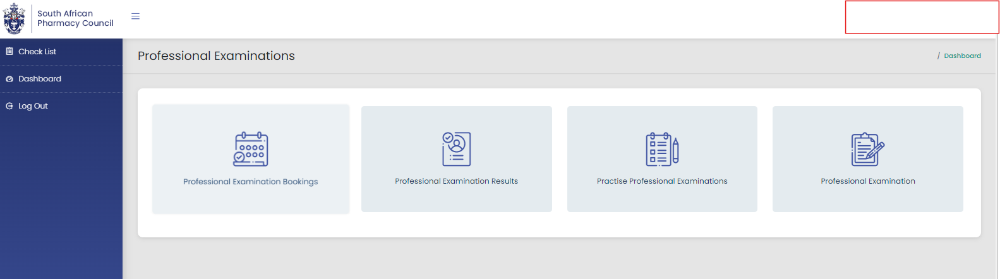 South African
Pharmacy Council
Check List
Dashboard
Log Out
Professional Examinations
/ Dashboard
Professional Examination Bookings
Professional Examination Results
Practise Professional Examinations
Professional Examination